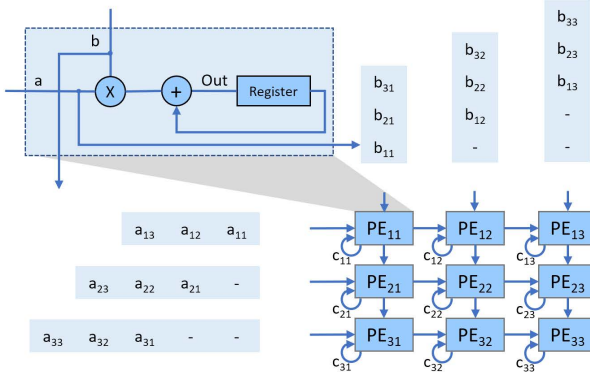 b₃₃
b
b₃₂ b₂₃
a X + Out Register b₃₁ b₂₂ b₁₃
b₂₁ b₁₂ -
b₁₁ - -
a₁₃ a₁₂ a₁₁ PE₁₁ PE₁₂ PE₁₃
c₁₁ c₁₂ c₁₃
a₂₃ a₂₂ a₂₁ - PE₂₁ PE₂₂ PE₂₃
c₂₁ c₂₂ c₂₃
a₃₃ a₃₂ a₃₁ - - PE₃₁ PE₃₂ PE₃₃
c₃₁ c₃₂ c₃₃